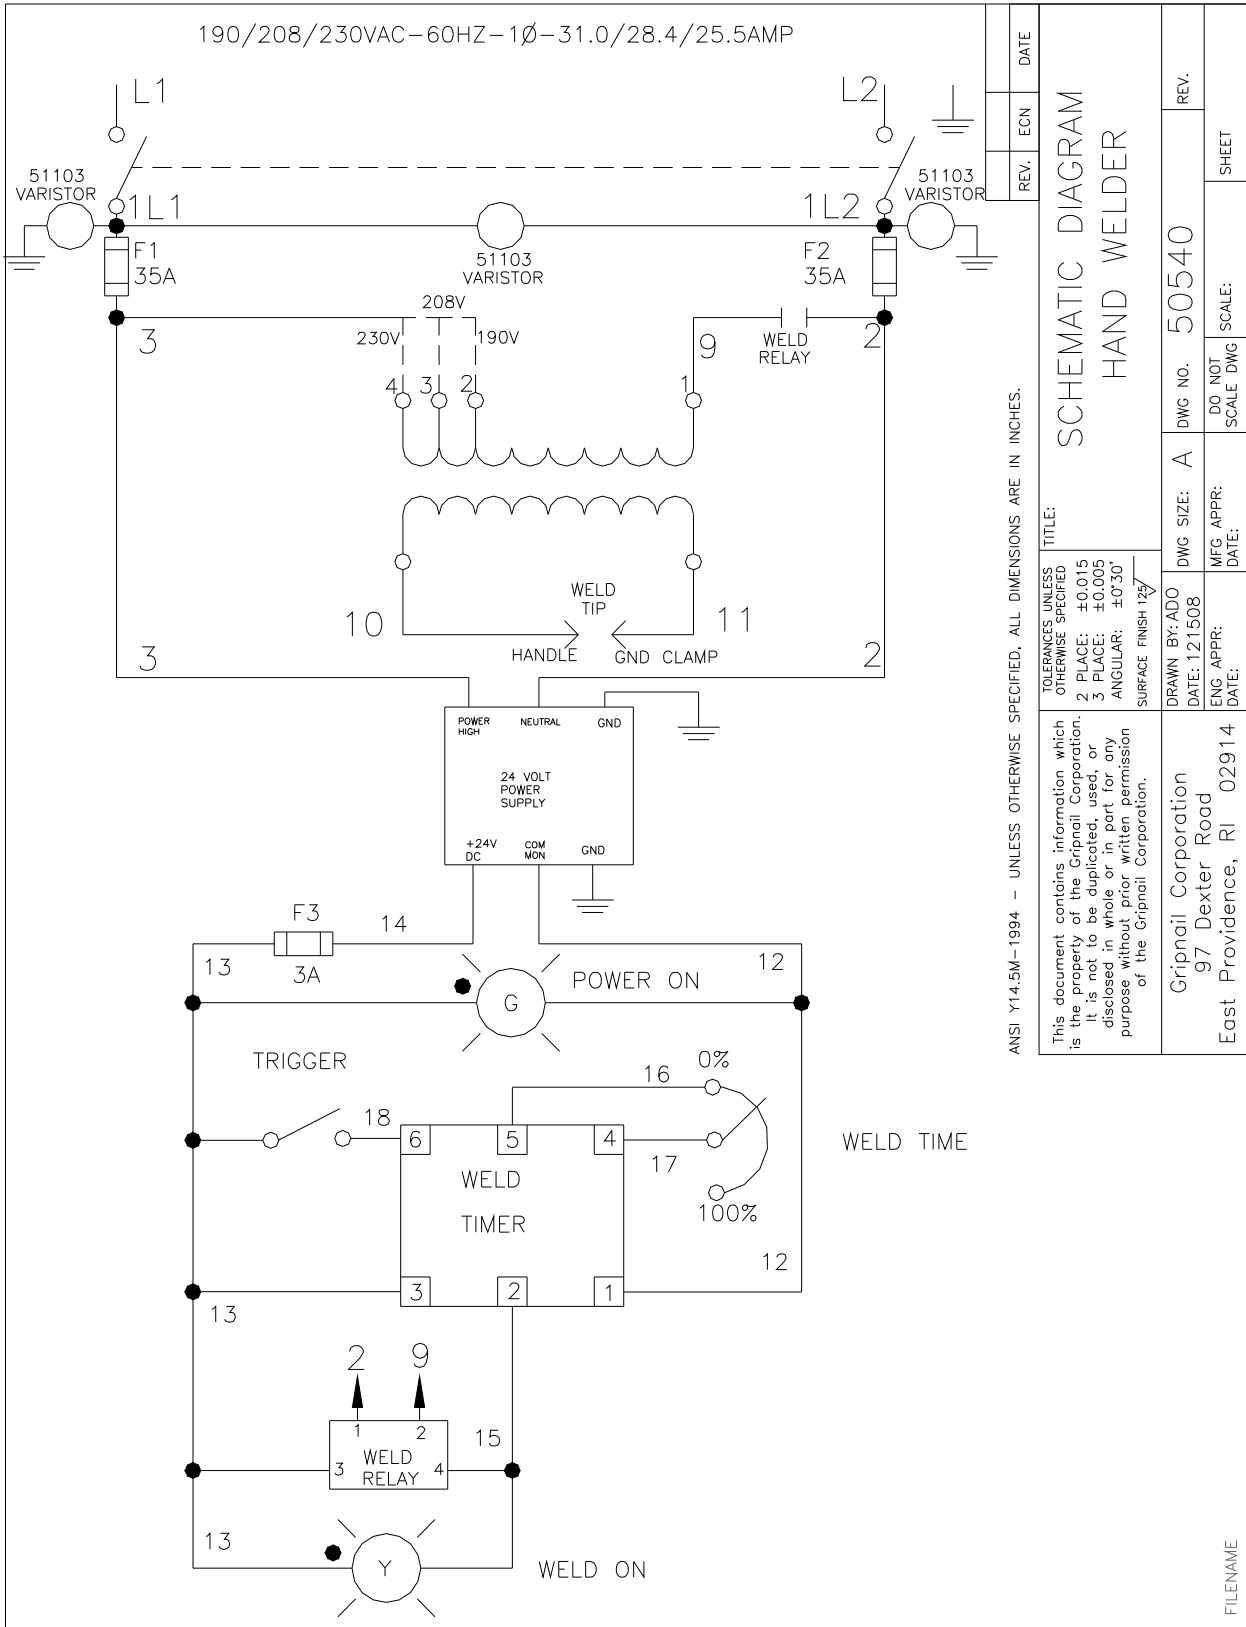 190/208/230VAC-60HZ-1Ø-31.0/28.4/25.5AMP
L1
L2
51103
VARISTOR
51103
VARISTOR
1L1
1L2
F1
35A
51103
VARISTOR
F2
35A
208V
230V
190V
3
9
WELD
RELAY
2
4
3
2
1
WELD
TIP
10
11
HANDLE
GND CLAMP
3
2
POWER
HIGH
NEUTRAL
GND
24 VOLT
POWER
SUPPLY
+24V
DC
COM
MON
GND
F3
14
13
3A
12
G
POWER ON
TRIGGER
16
0%
18
6
5
4
17
WELD TIME
WELD
TIMER
100%
12
3
2
1
13
2
9
1
2
15
WELD
RELAY
3
4
13
Y
WELD ON
REV.
ECN
DATE
ANSI Y14.5M-1994 - UNLESS OTHERWISE SPECIFIED, ALL DIMENSIONS ARE IN INCHES.
This document contains information which
is the property of the Gripnail Corporation.
It is not to be duplicated, used, or
disclosed in whole or in part for any
purpose without prior written permission
of the Gripnail Corporation.
TOLERANCES UNLESS
OTHERWISE SPECIFIED
2 PLACE: ±0.015
3 PLACE: ±0.005
ANGULAR: ±0°30'
SURFACE FINISH 125
TITLE:
SCHEMATIC DIAGRAM
HAND WELDER
Gripnail Corporation
97 Dexter Road
East Providence, RI 02914
DRAWN BY: ADO
DATE: 121508
ENG APPR:
DATE:
DWG SIZE: A
MFG APPR:
DATE:
DWG NO. 50540
REV.
DO NOT
SCALE DWG
SCALE:
SHEET
FILENAME